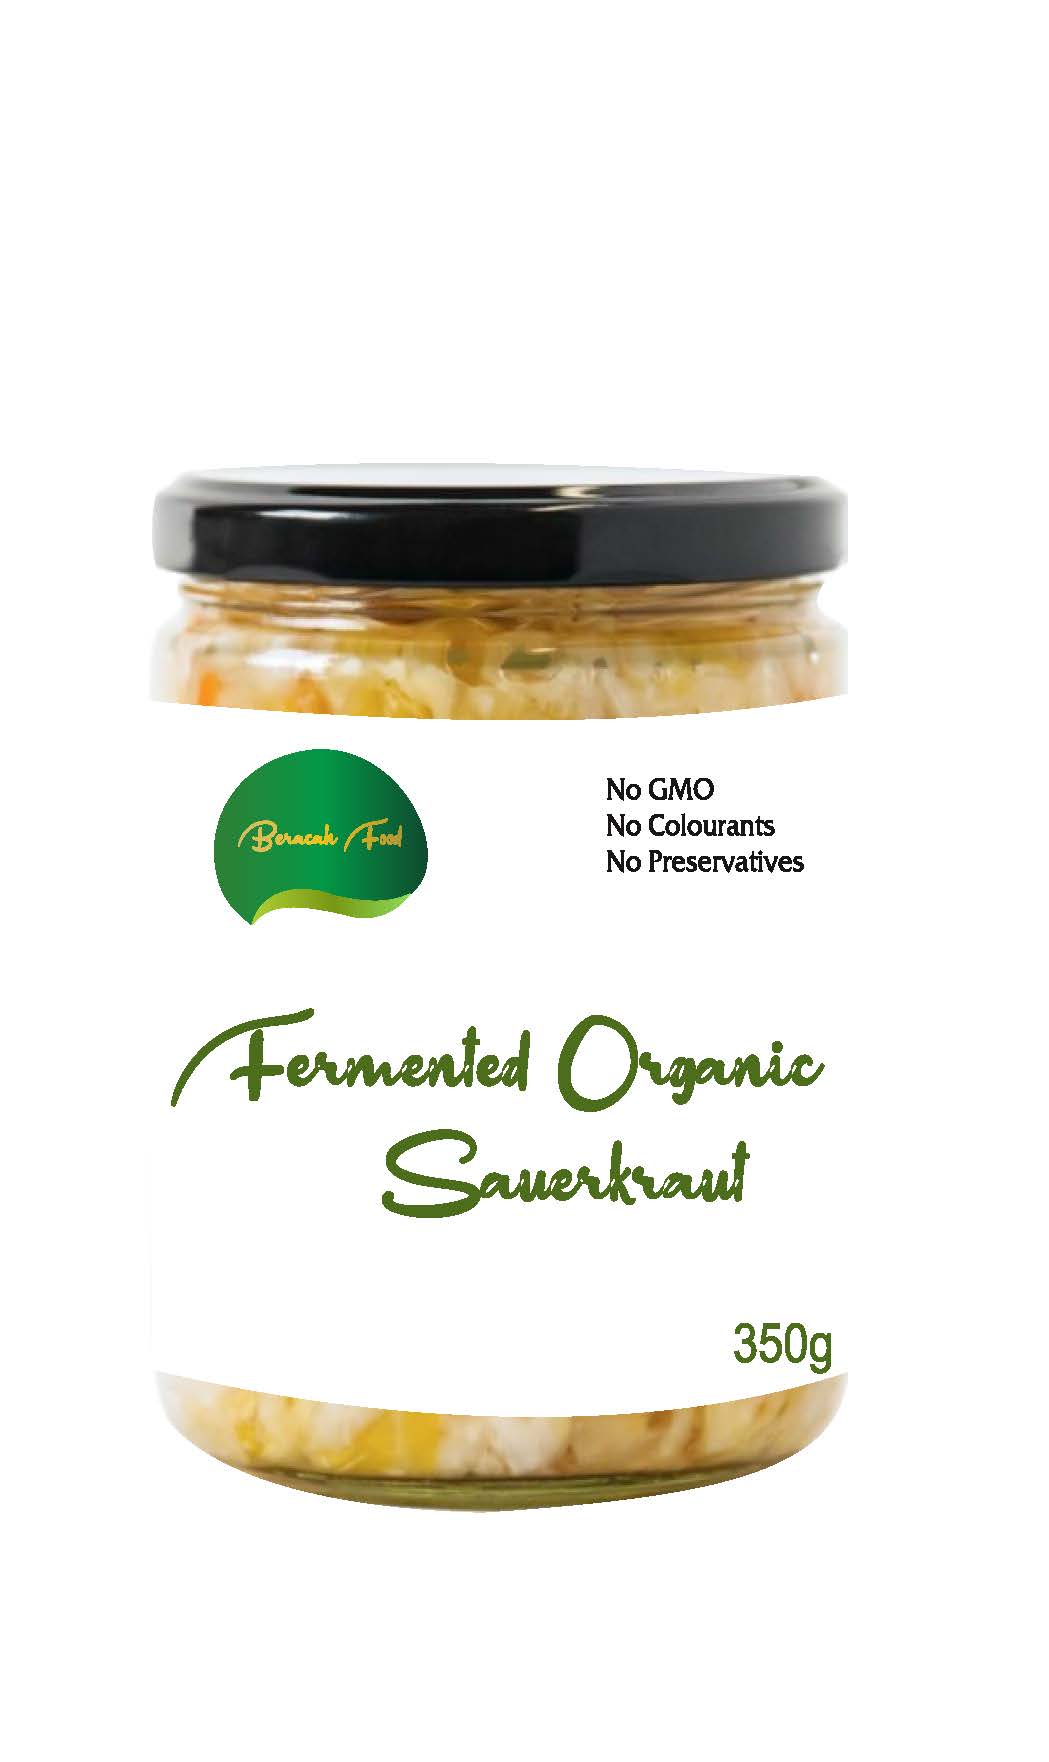 Beracah Food
No GMO
No Colourants
No Preservatives
Fermented Organic
Sauerkraut
350g